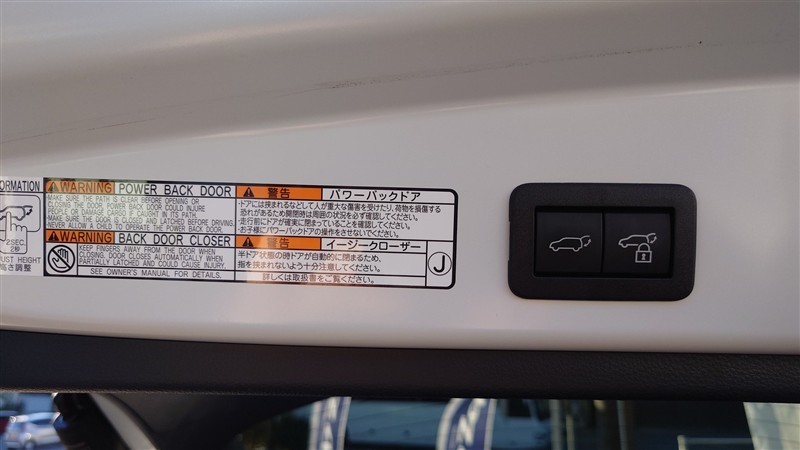 ORMATION
2SEC.
2秒
UST HEIGHT
高さ調整
WARNING POWER BACK DOOR
MAKE SURE THE PATH IS CLEAR BEFORE OPENING OR
CLOSING THE BACK DOOR. YOU COULD INJURE
SOMEONE OR DAMAGE CARGO IF CAUGHT IN ITS PATH.
MAKE SURE THE DOOR IS LATCHED BEFORE DRIVING.
ALLOW A CHILD TO OPERATE THE POWER BACK DOOR.
警告 パワーバックドア
・ドアにはさまれるなどして人が重大な傷害を受けたり、荷物を損傷する
恐れがあるため開閉時は周囲の状況を必ず確認してください。
・走行前にドアが確実に閉まっていることを確認してください。
・お子様にパワーバックドアの操作をさせないでください。
WARNING BACK DOOR CLOSER
KEEP FINGERS AWAY FROM THE DOOR WHEN
CLOSING. DOOR CLOSES AUTOMATICALLY WHEN
PARTIALLY LATCHED AND COULD CAUSE INJURY.
SEE OWNER'S MANUAL FOR DETAILS.
警告 イージークローザー
半ドア状態の時ドアが自動的に閉まるため、
指を挟まれないよう十分注意してください。
詳しくは取扱書をご覧ください。
J